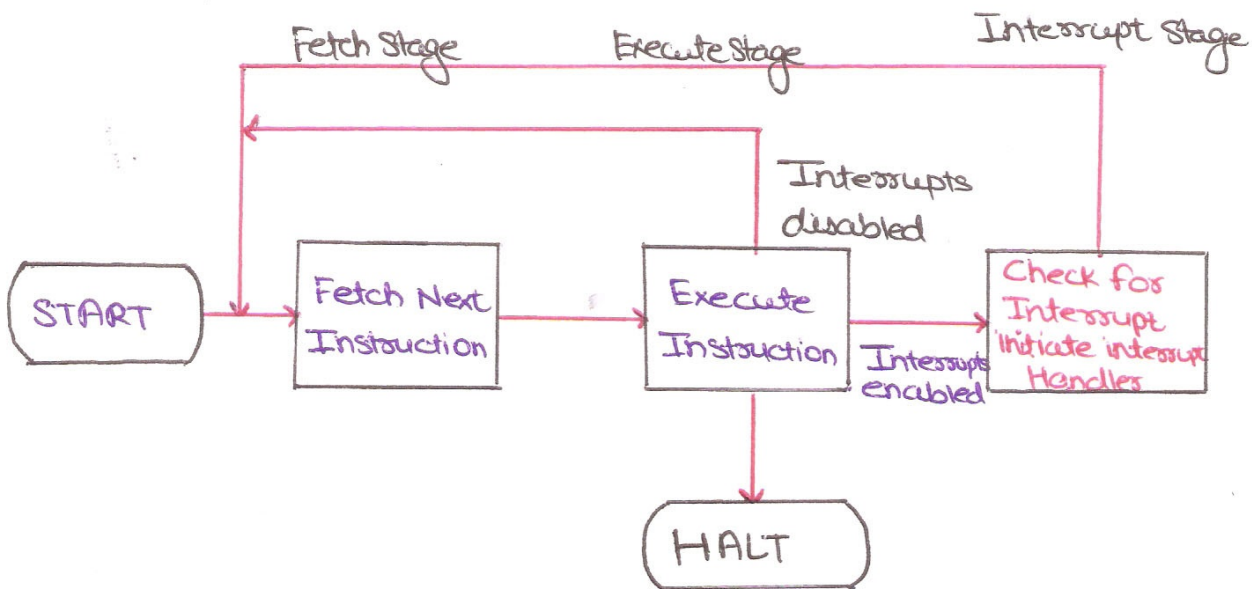 Fetch Stage
Execute Stage
Interrupt Stage
Interrupts
disabled
START
Fetch Next
Instruction
Execute
Instruction
Interrupts
enabled
Check for
Interrupt
initiate interrupt
Handler
HALT